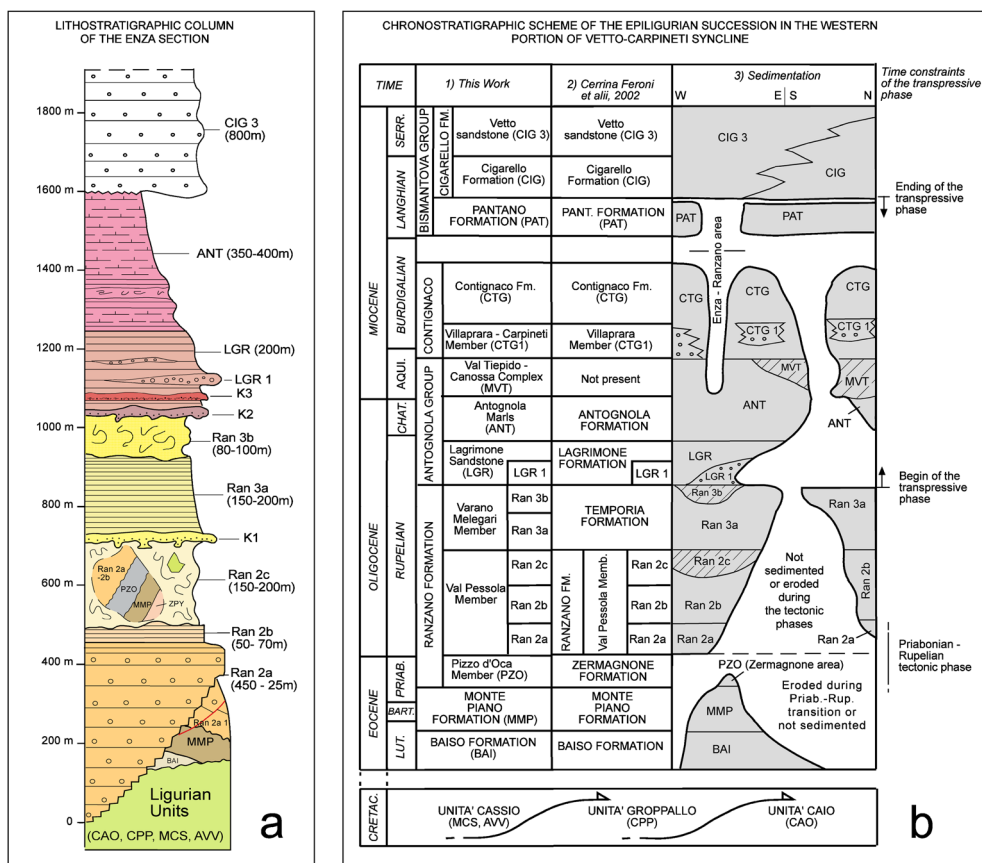 LITHOSTRATIGRAPHIC COLUMN
OF THE ENZA SECTION
1800 m
1600 m
1400 m
1200 m
1000 m
800 m
600 m
400 m
200 m
0
CIG 3
(800m)
ANT (350-400m)
LGR (200m)
LGR 1
K3
K2
Ran 3b
(80-100m)
Ran 3a
(150-200m)
K1
Ran 2a
-2b
PZO
MMP
ZPY
Ran 2c
(150-200m)
Ran 2b
(50- 70m)
Ran 2a
(450 - 25m)
Ran 2a 1
MMP
BAI
Ligurian
Units
(CAO, CPP, MCS, AVV)
a
CHRONOSTRATIGRAPHIC SCHEME OF THE EPILIGURIAN SUCCESSION IN THE WESTERN
PORTION OF VETTO-CARPINETI SYNCLINE
TIME
1) This Work
2) Cerrina Feroni
et alii, 2002
3) Sedimentation
W E S N
Time constraints
of the transpressive
phase
MIOCENE
OLIGOCENE
EOCENE
CRETAC.
SERR.
LANGHIAN
BURDIGALIAN
AQUI.
CHAT.
RUPELIAN
PRIAB.
BART.
LUT.
BISMANTOVA GROUP
CIGARELLO FM.
CONTIGNACO
ANTOGNOLA GROUP
RANZANO FORMATION
Vetto
sandstone (CIG 3)
Cigarello
Formation (CIG)
PANTANO
FORMATION (PAT)
Contignaco Fm.
(CTG)
Villaprara - Carpineti
Member (CTG1)
Val Tiepido -
Canossa Complex
(MVT)
Antognola
Marls
(ANT)
Lagrimone
Sandstone
(LGR)
LGR 1
Varano
Melegari
Member
Ran 3b
Ran 3a
Val Pessola
Member
Ran 2c
Ran 2b
Ran 2a
Pizzo d'Oca
Member (PZO)
MONTE
PIANO
FORMATION (MMP)
BAISO FORMATION
(BAI)
Vetto
sandstone (CIG 3)
Cigarello
Formation (CIG)
PANT. FORMATION
(PAT)
Contignaco Fm.
(CTG)
Villaprara
Member (CTG1)
Not present
ANTOGNOLA
FORMATION
LAGRIMONE
FORMATION
LGR 1
TEMPORIA
FORMATION
RANZANO FM.
Val Pessola Memb.
Ran 2c
Ran 2b
Ran 2a
ZERMAGNONE
FORMATION
MONTE
PIANO
FORMATION
BAISO FORMATION
CIG 3
CIG
PAT
PAT
Enza - Ranzano area
CTG
CTG
CTG
CTG 1
CTG 1
MVT
MVT
ANT
ANT
LGR
LGR 1
Ran 3b
Ran 3a
Ran 3a
Ran 2c
Ran 2b
Ran 2b
Ran 2a
Ran 2a
Not
sedimented
or eroded
during
the tectonic
phases
PZO (Zermagnone area)
Eroded during
Priab.-Rup.
transition or
not sedimented
MMP
BAI
Ending of the
transpressive
phase
Begin of the
transpressive
phase
Priabonian -
Rupelian
tectonic phase
UNITA' CASSIO
(MCS, AVV)
UNITA' GROPPALLO
(CPP)
UNITA' CAIO
(CAO)
b